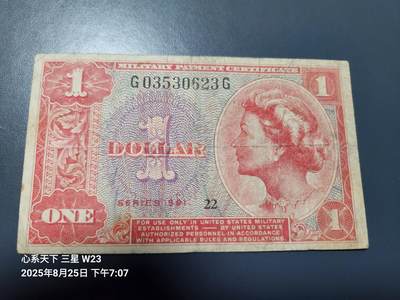 MILITARY PAYMENT CERTIFICATE
1
G03530623G
1
1
DOLLAR
SERIES 591
22
ONE
FOR USE ONLY IN UNITED STATES MILITARY
ESTABLISHMENTS — BY UNITED STATES
AUTHORIZED PERSONNEL IN ACCORDANCE
WITH APPLICABLE RULES AND REGULATIONS
1
心系天下 三星 W23
2025年8月25日 下午7:07